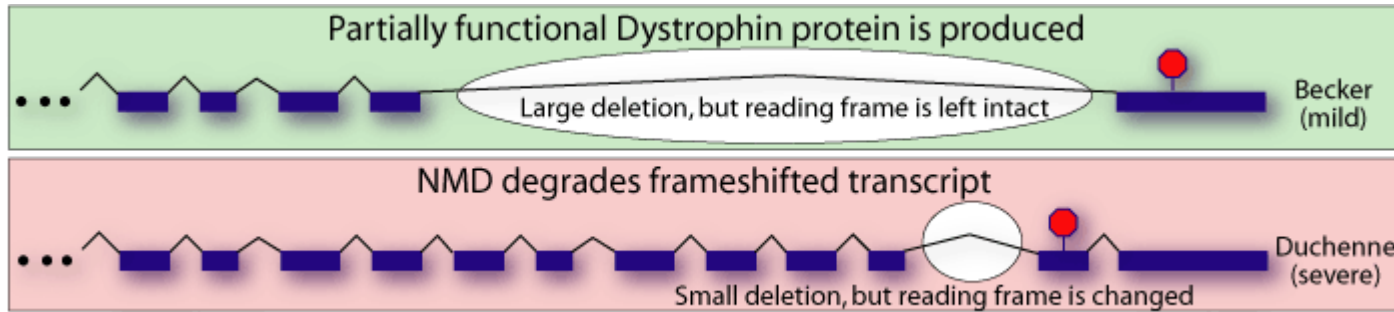 Partially functional Dystrophin protein is produced
Large deletion, but reading frame is left intact
Becker
(mild)
NMD degrades frameshifted transcript
Duchenne
(severe)
Small deletion, but reading frame is changed